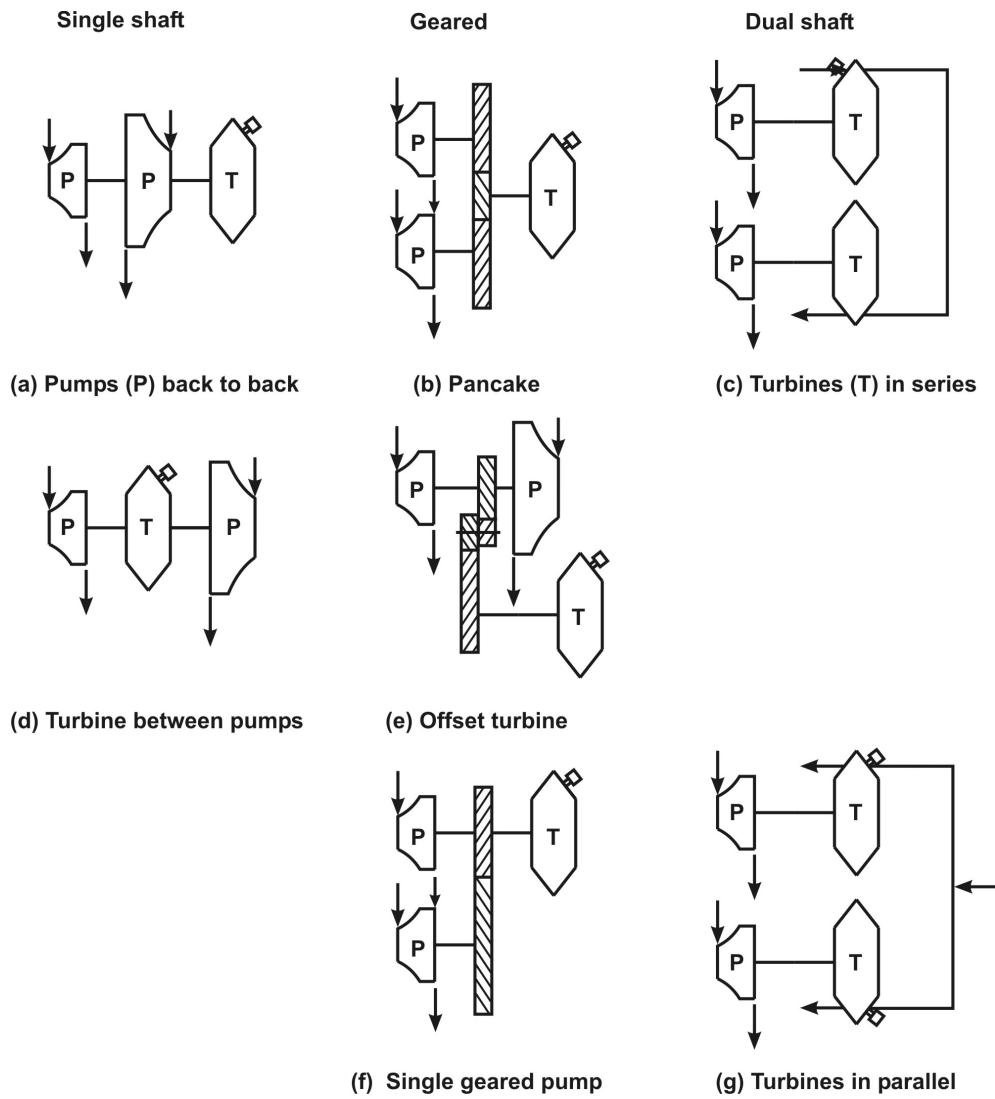 Single shaft
Geared
Dual shaft
P
P
T
P
P
T
P
T
P
T
(a) Pumps (P) back to back
(b) Pancake
(c) Turbines (T) in series
P
T
P
P
P
T
(d) Turbine between pumps
(e) Offset turbine
P
T
P
P
T
P
T
(f) Single geared pump
(g) Turbines in parallel